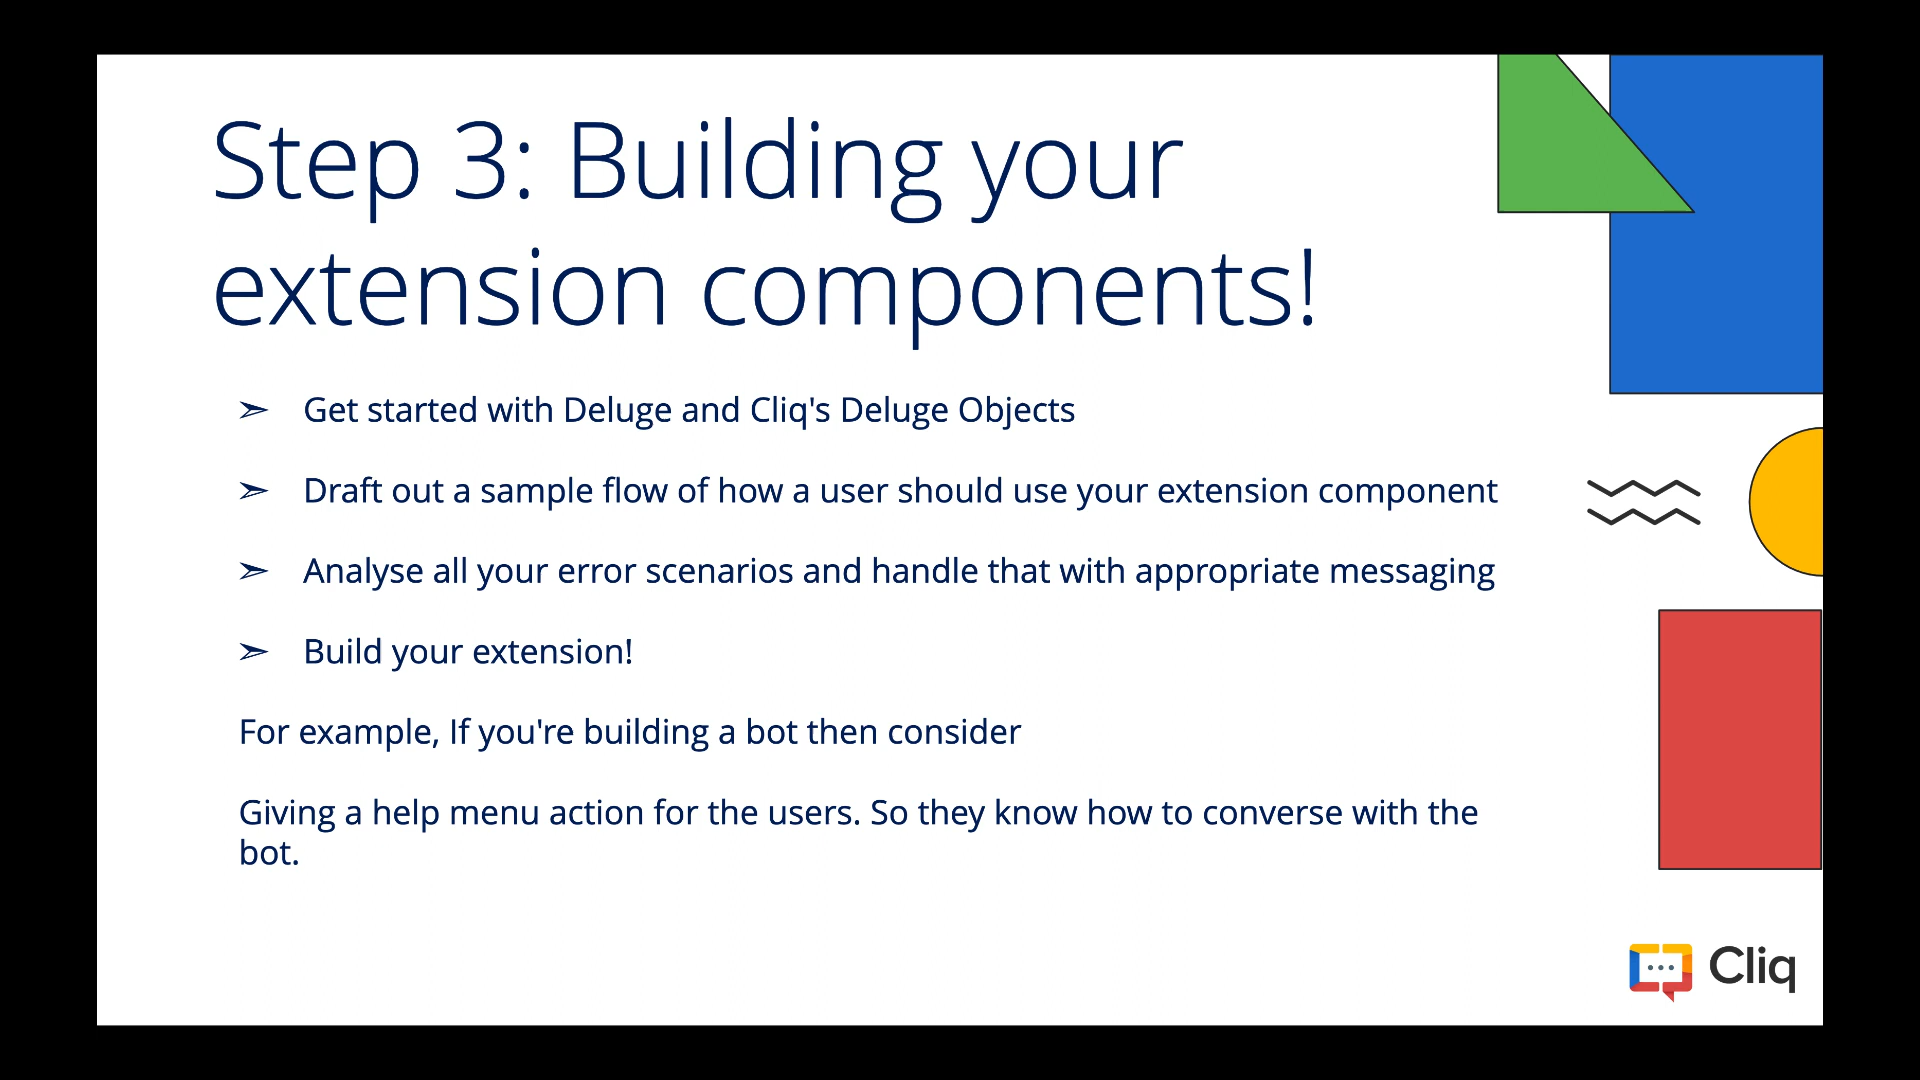 Step 3: Building your
extension components!
➣ Get started with Deluge and Cliq's Deluge Objects
➣ Draft out a sample flow of how a user should use your extension component
➣ Analyse all your error scenarios and handle that with appropriate messaging
➣ Build your extension!
For example, If you're building a bot then consider
Giving a help menu action for the users. So they know how to converse with the
bot.
Cliq